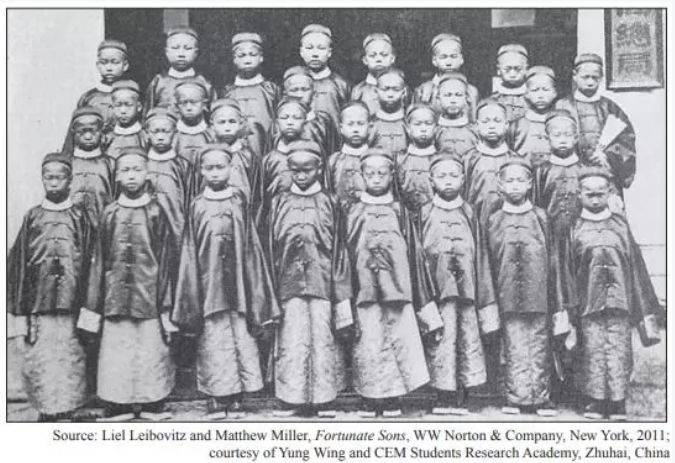 Source: Liel Leibovitz and Matthew Miller, Fortunate Sons, WW Norton & Company, New York, 2011;
courtesy of Yung Wing and CEM Students Research Academy, Zhuhai, China